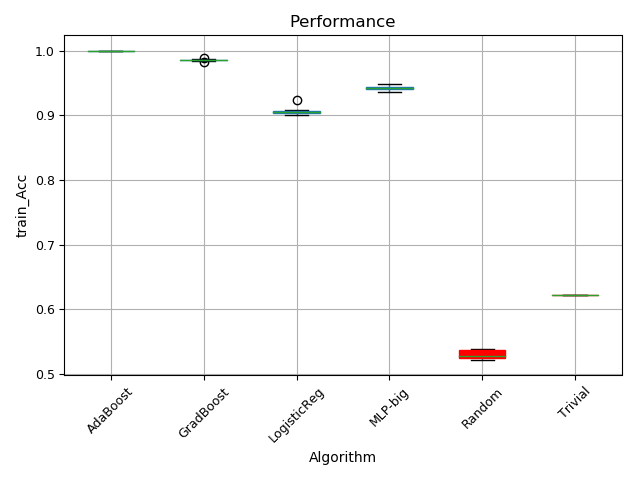 Performance
train_Acc
1.0
0.9
0.8
0.7
0.6
0.5
AdaBoost
GradBoost
LogisticReg
MLP-big
Random
Trivial
Algorithm